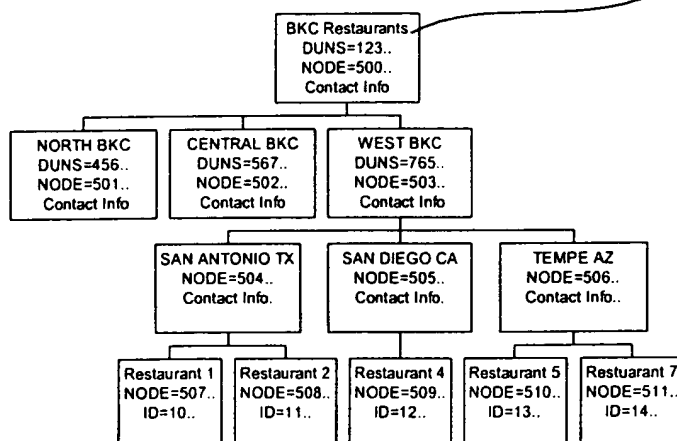 BKC Restaurants
DUNS=123..
NODE=500..
Contact Info
NORTH BKC
DUNS=456..
NODE=501..
Contact Info
CENTRAL BKC
DUNS=567..
NODE=502..
Contact Info
WEST BKC
DUNS=765..
NODE=503..
Contact Info
SAN ANTONIO TX
NODE=504..
Contact Info.
SAN DIEGO CA
NODE=505..
Contact Info.
TEMPE AZ
NODE=506..
Contact Info..
Restaurant 1
NODE=507..
ID=10..
Restaurant 2
NODE=508..
ID=11..
Restaurant 4
NODE=509..
ID=12..
Restaurant 5
NODE=510..
ID=13..
Restuarant 7
NODE=511..
ID=14..